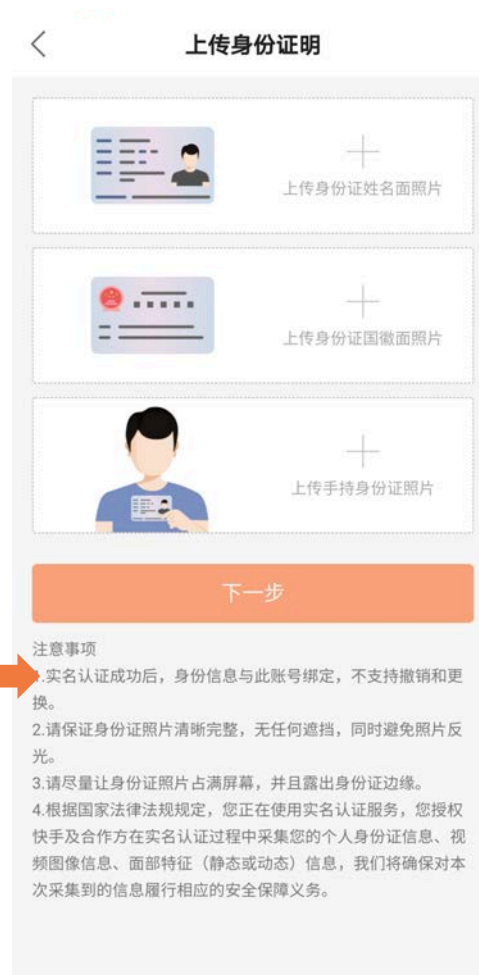 上传身份证明
上传身份证姓名面照片
上传身份证国徽面照片
上传手持身份证照片
下一步
注意事项
1.实名认证成功后，身份信息与此账号绑定，不支持撤销和更
换。
2.请保证身份证照片清晰完整，无任何遮挡，同时避免照片反
光。
3.请尽量让身份证照片占满屏幕，并且露出身份证边缘。
4.根据国家法律法规规定，您正在使用实名认证服务，您授权
快手及合作方在实名认证过程中采集您的个人身份证信息、视
频图像信息、面部特征（静态或动态）信息，我们将确保对本
次采集到的信息履行相应的安全保障义务。